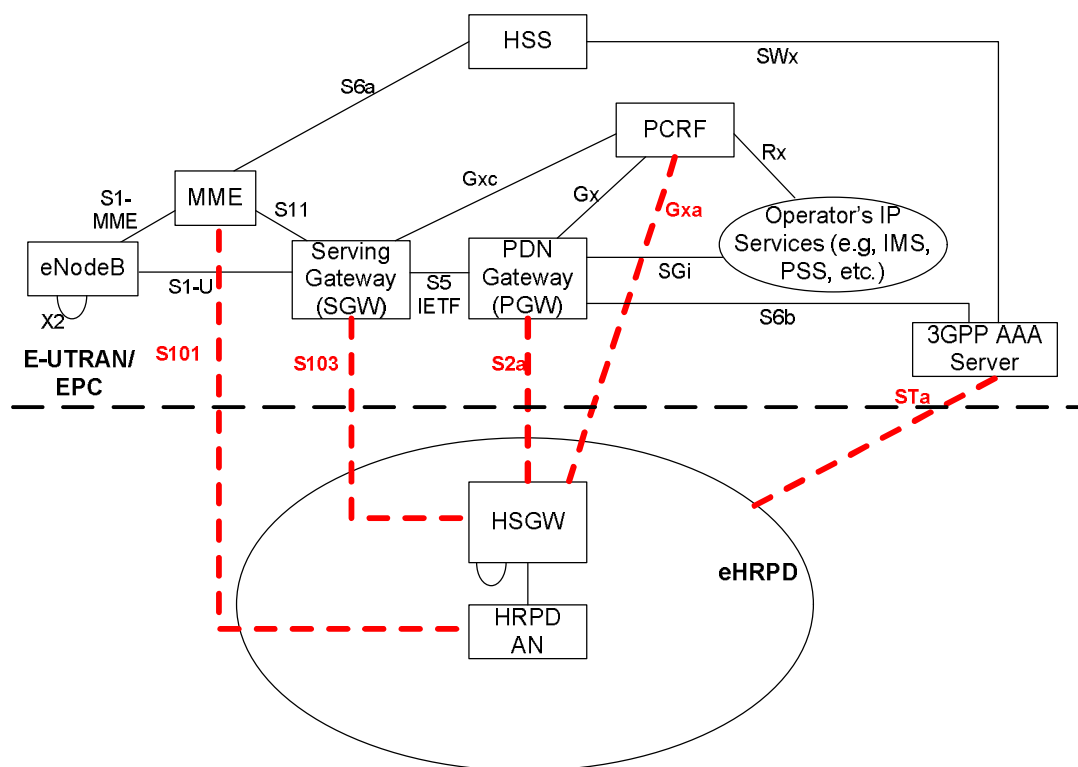 HSS
SWx
S6a
PCRF
Rx
Gxc
S1-
MME
MME
S11
Gx
Gxa
Operator's IP
Services (e.g, IMS,
PSS, etc.)
eNodeB
S1-U
Serving
Gateway
(SGW)
S5
IETF
PDN
Gateway
(PGW)
SGi
X2
S6b
3GPP AAA
Server
E-UTRAN/
EPC
S101
S103
S2a
STa
HSGW
eHRPD
HRPD
AN